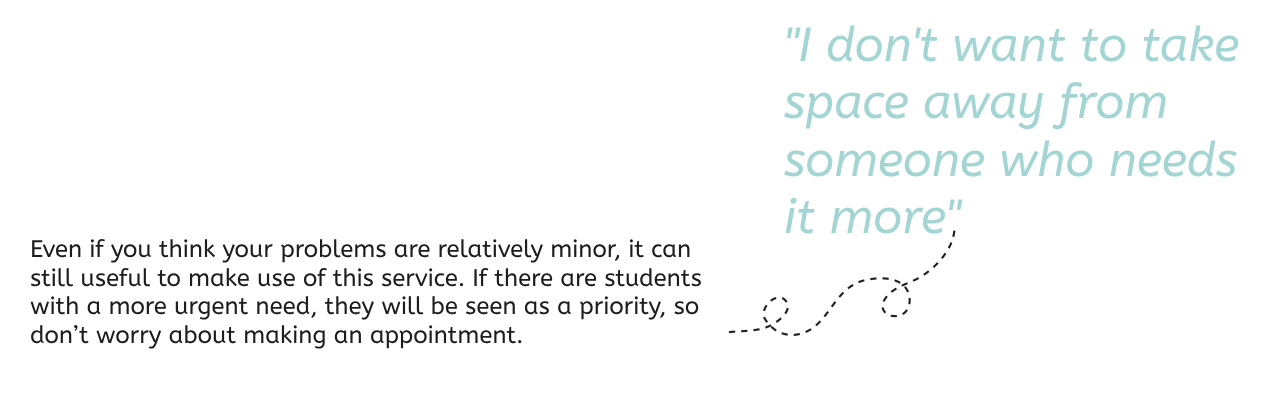 "I don't want to take
space away from
someone who needs
it more"
Even if you think your problems are relatively minor, it can
still useful to make use of this service. If there are students
with a more urgent need, they will be seen as a priority, so
don’t worry about making an appointment.